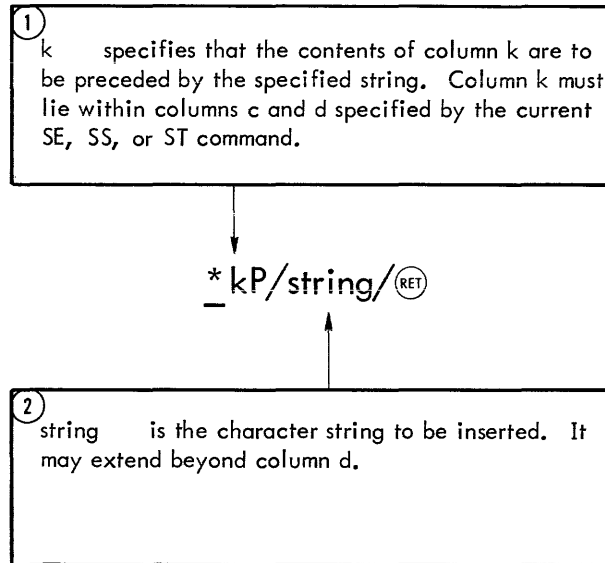 1
k specifies that the contents of column k are to
be preceded by the specified string. Column k must
lie within columns c and d specified by the current
SE, SS, or ST command.
*kP/string/ RET
2
string is the character string to be inserted. It
may extend beyond column d.